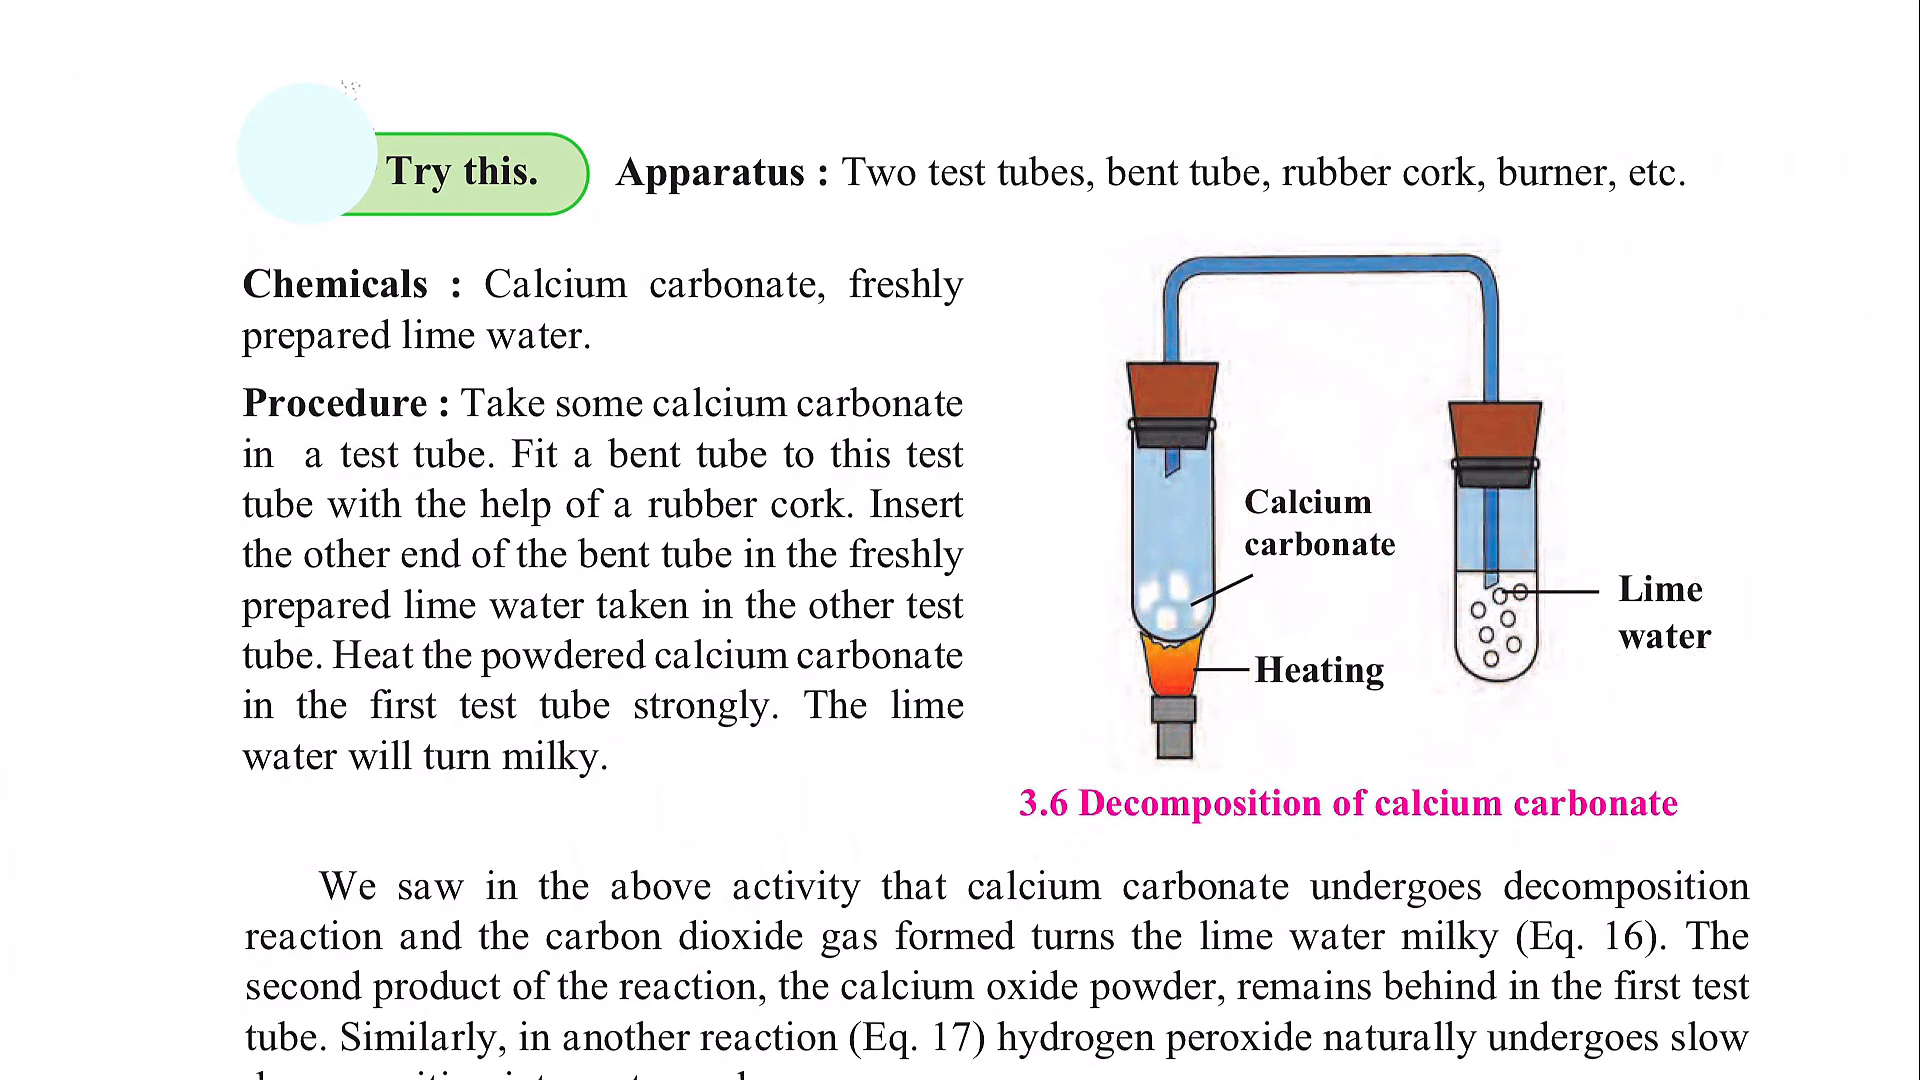 Try this.
Apparatus : Two test tubes, bent tube, rubber cork, burner, etc.
Chemicals : Calcium carbonate, freshly
prepared lime water.
Procedure : Take some calcium carbonate
in a test tube. Fit a bent tube to this test
tube with the help of a rubber cork. Insert
the other end of the bent tube in the freshly
prepared lime water taken in the other test
tube. Heat the powdered calcium carbonate
in the first test tube strongly. The lime
water will turn milky.
Calcium
carbonate
Lime
water
Heating
3.6 Decomposition of calcium carbonate
We saw in the above activity that calcium carbonate undergoes decomposition
reaction and the carbon dioxide gas formed turns the lime water milky (Eq. 16). The
second product of the reaction, the calcium oxide powder, remains behind in the first test
tube. Similarly, in another reaction (Eq. 17) hydrogen peroxide naturally undergoes slow